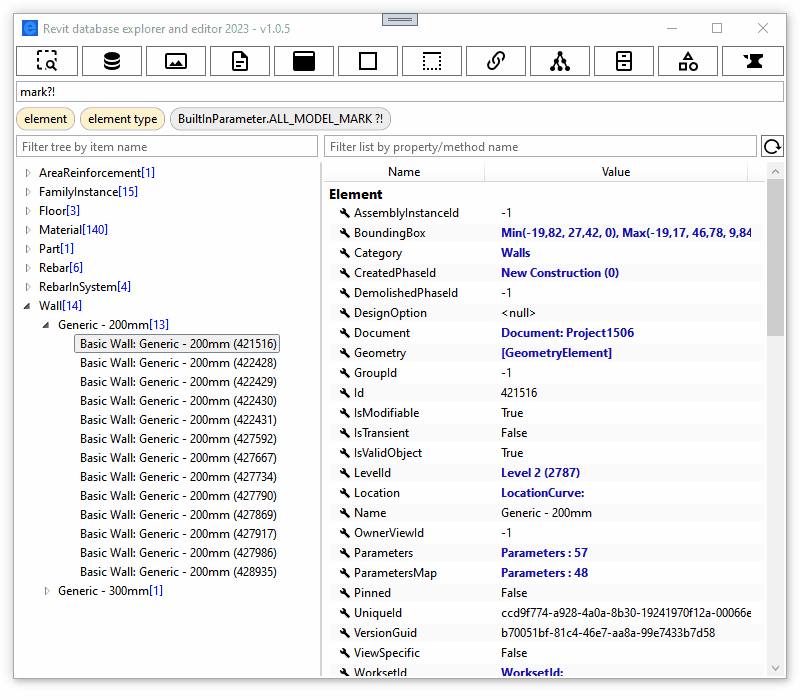 Revit database explorer and editor 2023 - v1.0.5
mark?!
element element type BuiltInParameter.ALL_MODEL_MARK ?!
Filter tree by item name
Filter list by property/method name
AreaReinforcement[1]
FamilyInstance[15]
Floor[3]
Material[140]
Part[1]
Rebar[6]
RebarInSystem[4]
Wall[14]
Generic - 200mm[13]
Basic Wall: Generic - 200mm (421516)
Basic Wall: Generic - 200mm (422428)
Basic Wall: Generic - 200mm (422429)
Basic Wall: Generic - 200mm (422430)
Basic Wall: Generic - 200mm (422431)
Basic Wall: Generic - 200mm (427592)
Basic Wall: Generic - 200mm (427667)
Basic Wall: Generic - 200mm (427734)
Basic Wall: Generic - 200mm (427790)
Basic Wall: Generic - 200mm (427869)
Basic Wall: Generic - 200mm (427917)
Basic Wall: Generic - 200mm (427986)
Basic Wall: Generic - 200mm (428935)
Generic - 300mm[1]
Name Value
Element
AssemblyInstanceId -1
BoundingBox Min(-19,82, 27,42, 0), Max(-19,17, 46,78, 9,84
Category Walls
CreatedPhaseId New Construction (0)
DemolishedPhaseId -1
DesignOption <null>
Document Document: Project1506
Geometry [GeometryElement]
GroupId -1
Id 421516
IsModifiable True
IsTransient False
IsValidObject True
LevelId Level 2 (2787)
Location LocationCurve:
Name Generic - 200mm
OwnerViewId -1
Parameters Parameters : 57
ParametersMap Parameters : 48
Pinned False
UniqueId ccd9f774-a928-4a0a-8b30-19241970f12a-00066e
VersionGuid b70051bf-81c4-46e7-aa8a-99e7433b7d58
ViewSpecific False
WorksetId WorksetId: